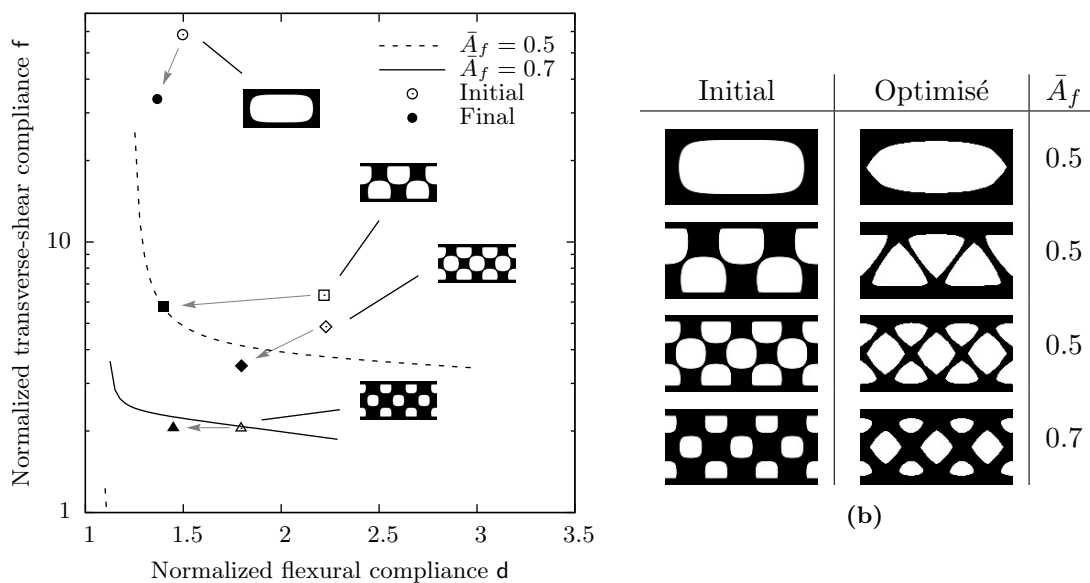 Normalized transverse-shear compliance f
10
1
Ā_f = 0.5
Ā_f = 0.7
Initial
Final
1 1.5 2 2.5 3 3.5
Normalized flexural compliance d
Initial Optimisé Ā_f
0.5
0.5
0.5
0.7
(b)